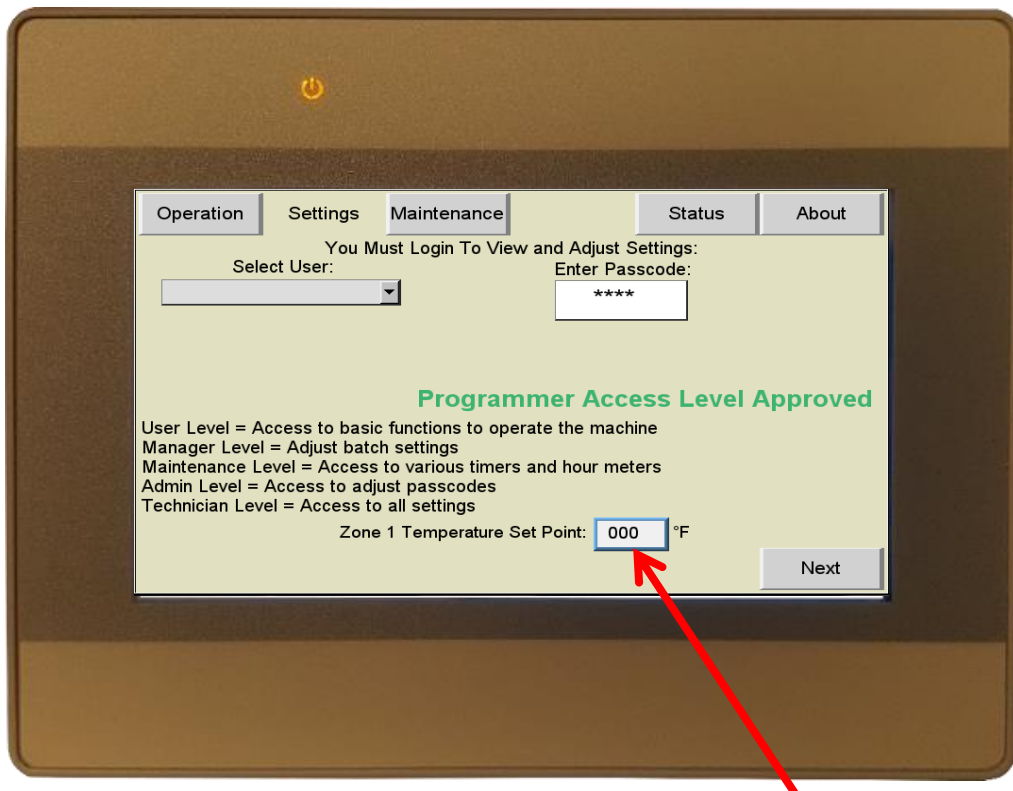 Operation Settings Maintenance Status About
You Must Login To View and Adjust Settings:
Select User: Enter Passcode:
****
Programmer Access Level Approved
User Level = Access to basic functions to operate the machine
Manager Level = Adjust batch settings
Maintenance Level = Access to various timers and hour meters
Admin Level = Access to adjust passcodes
Technician Level = Access to all settings
Zone 1 Temperature Set Point: 000 °F
Next